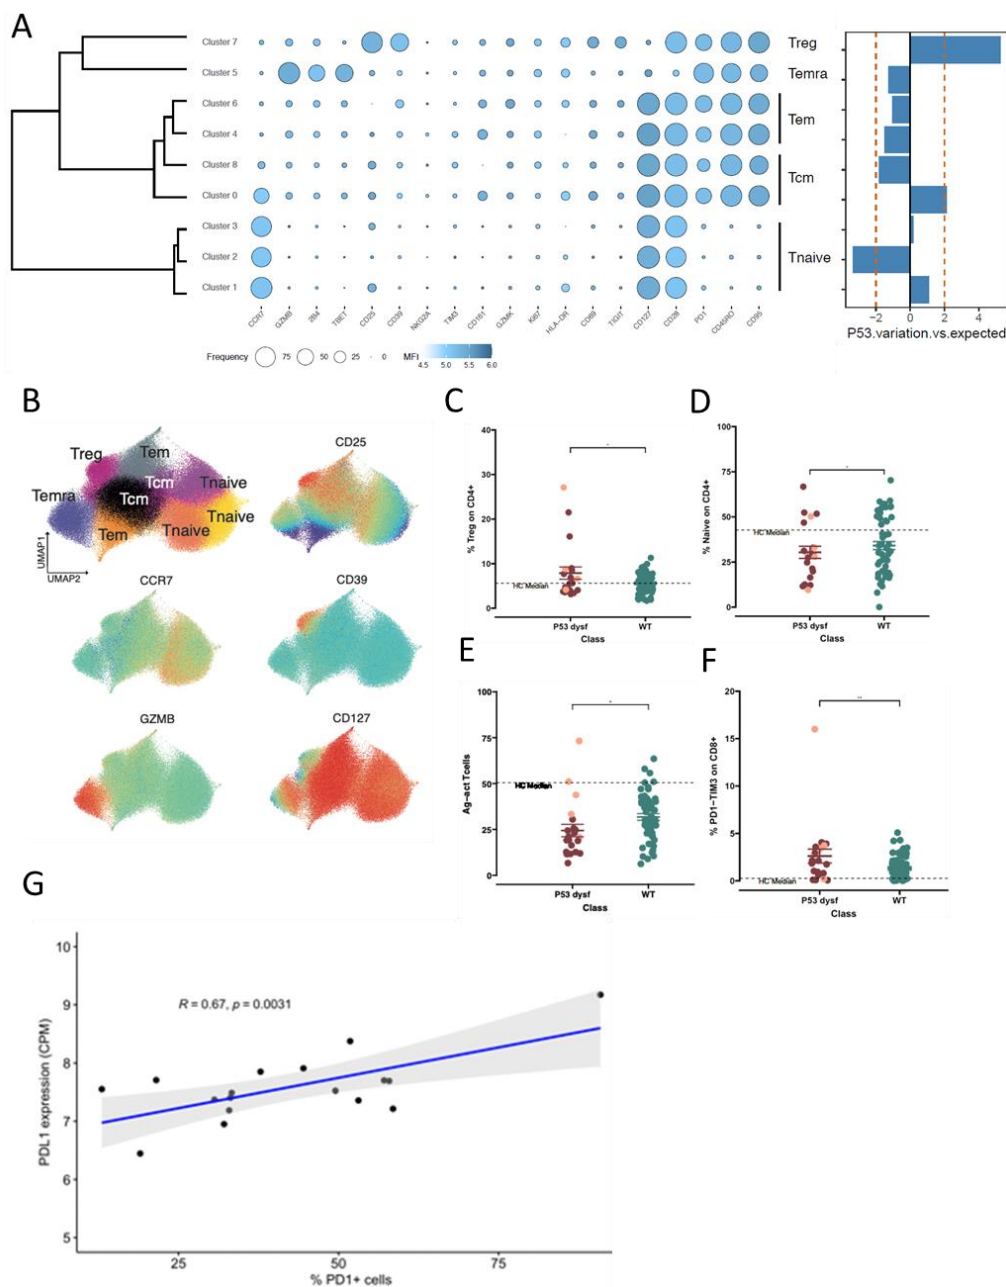 A
Cluster 7
Cluster 5
Cluster 6
Cluster 4
Cluster 8
Cluster 0
Cluster 3
Cluster 2
Cluster 1
Treg
Temra
Tem
Tcm
Tnaive
CCR7 GZMB 2B4 TBET CD25 CD39 NKG2A TIM3 CD161 GZMK Ki67 HLA-DR CD69 TIGIT CD127 CD28 PD1 CD45RO CD95
Frequency 75 50 25 0 MFI 4.5 5.0 5.5 6.0
-2 0 2 4
P53.variation.vs.expected
B
Treg Tem
Tcm Tnaive
Temra Tcm
Tnaive
Tem Tnaive
UMAP1
UMAP2
CD25
CCR7
CD39
GZMB
CD127
C
% Treg on CD4+
40
30
20
10
0
HC Median
*
P53 dysf WT
Class
D
% Naive on CD4+
100
75
50
25
0
HC Median
*
P53 dysf WT
Class
E
Ag-act Tcells
100
75
50
25
0
HC Median
*
P53 dysf WT
Class
F
% PD1-TIM3 on CD8+
20
15
10
5
0
HC Median
**
P53 dysf WT
Class
G
PDL1 expression (CPM)
10
9
8
7
6
5
R = 0.67, p = 0.0031
25 50 75
% PD1+ cells